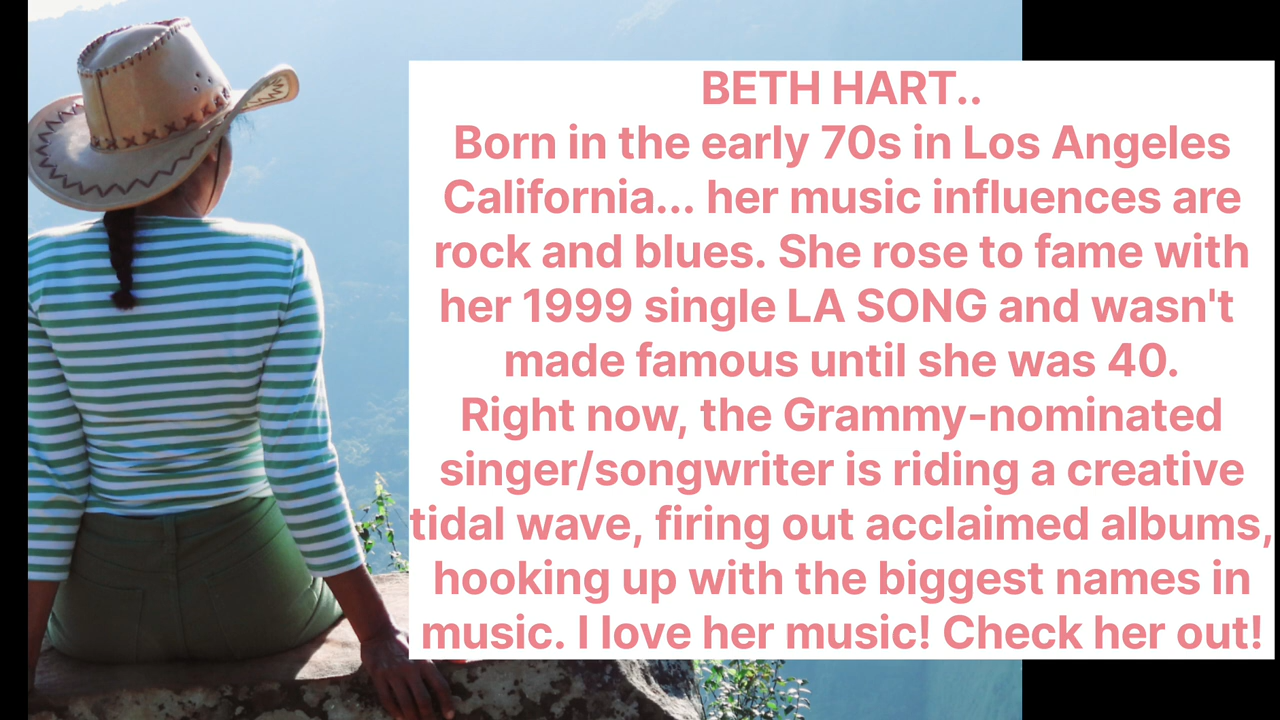 BETH HART..
Born in the early 70s in Los Angeles
California... her music influences are
rock and blues. She rose to fame with
her 1999 single LA SONG and wasn't
made famous until she was 40.
Right now, the Grammy-nominated
singer/songwriter is riding a creative
tidal wave, firing out acclaimed albums,
hooking up with the biggest names in
music. I love her music! Check her out!